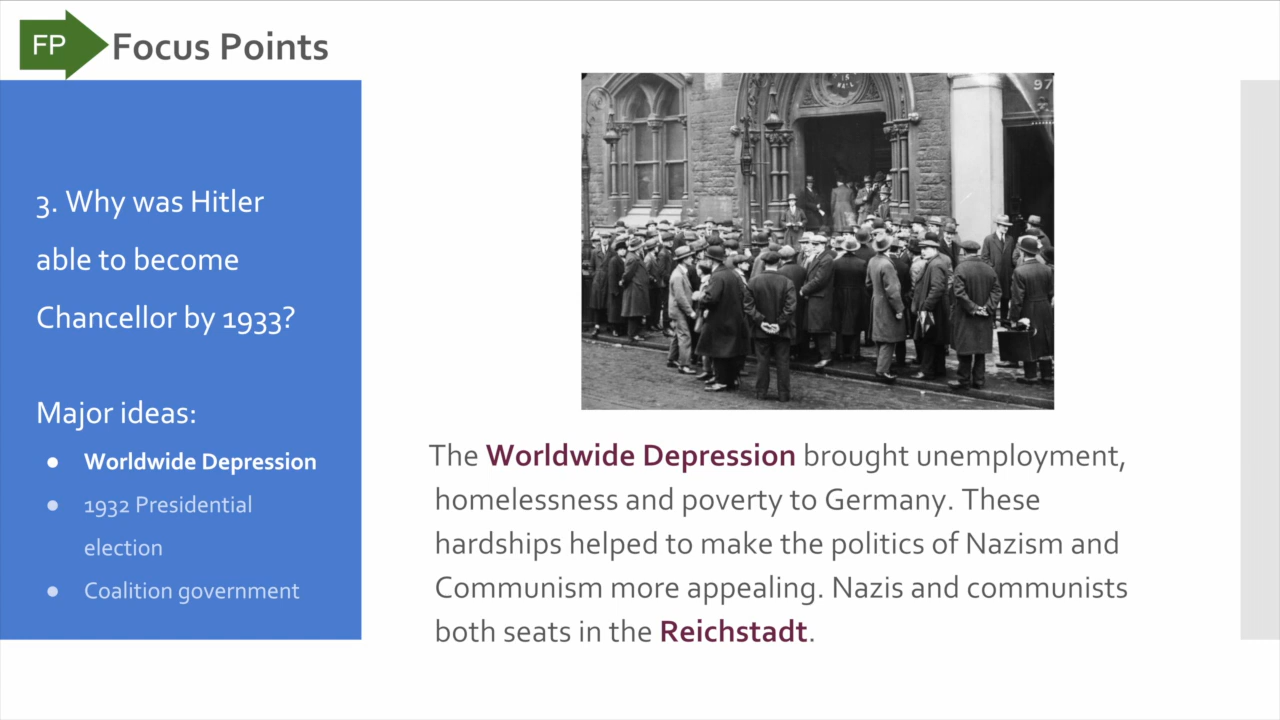 FP
Focus Points
3. Why was Hitler
able to become
Chancellor by 1933?
Major ideas:
● Worldwide Depression
● 1932 Presidential
election
● Coalition government
97
The Worldwide Depression brought unemployment,
homelessness and poverty to Germany. These
hardships helped to make the politics of Nazism and
Communism more appealing. Nazis and communists
both seats in the Reichstadt.